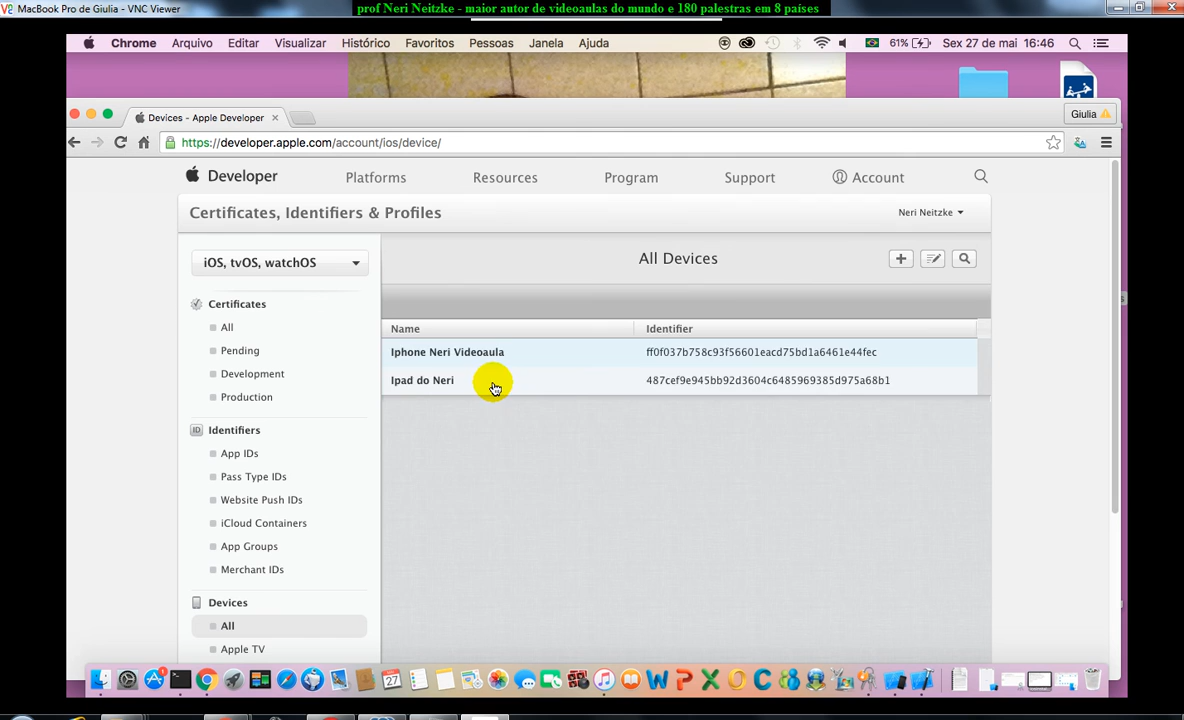 MacBook Pro de Giulia - VNC Viewer
prof Neri Neitzke - maior autor de videoaulas do mundo e 180 palestras em 8 países
Chrome Arquivo Editar Visualizar Histórico Favoritos Pessoas Janela Ajuda 61% Sex 27 de mai 16:46
Devices - Apple Developer Giulia
https://developer.apple.com/account/ios/device/
Developer Platforms Resources Program Support Account
Certificates, Identifiers & Profiles Neri Neitzke
iOS, tvOS, watchOS
All Devices
Certificates
All
Pending
Development
Production
Identifiers
App IDs
Pass Type IDs
Website Push IDs
iCloud Containers
App Groups
Merchant IDs
Devices
All
Apple TV
Name Identifier
Iphone Neri Videoaula ff0f037b758c93f56601eacd75bd1a6461e44fec
Ipad do Neri 487cef9e945bb92d3604c6485969385d975a68b1
27